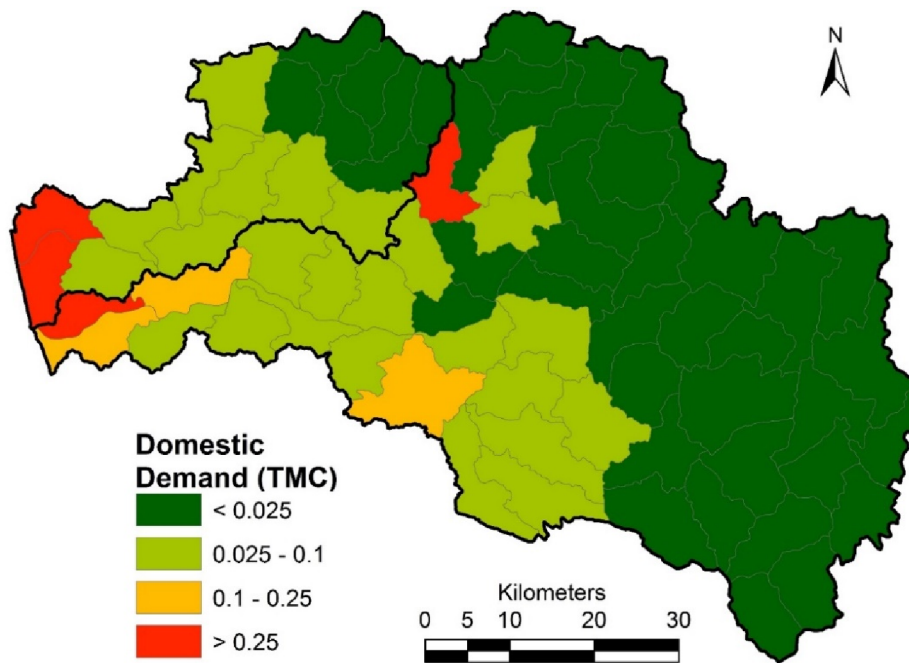 N
Domestic
Demand (TMC)
< 0.025
0.025 - 0.1
0.1 - 0.25
> 0.25
Kilometers
0 5 10 20 30